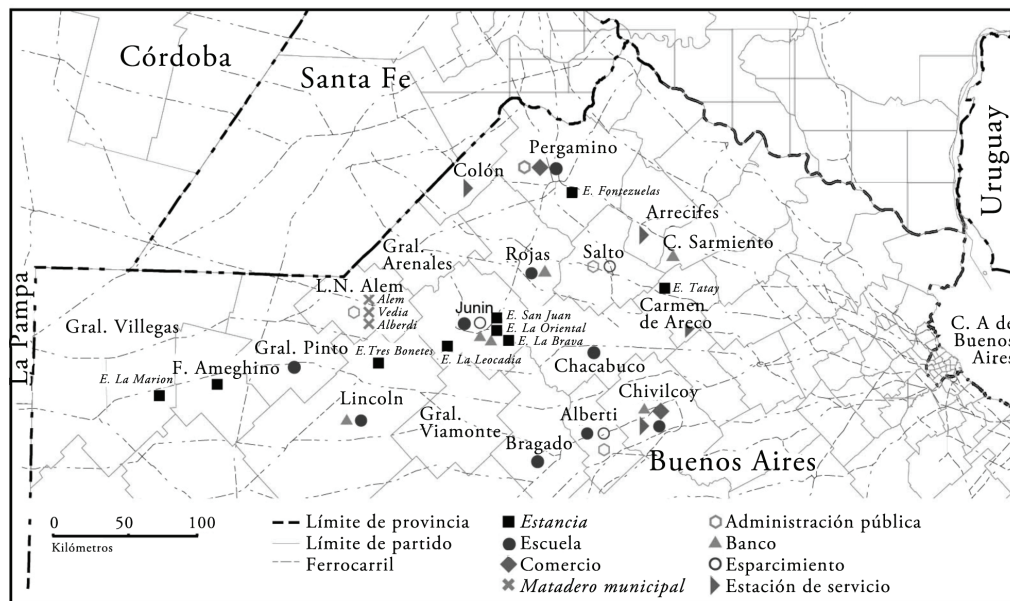 Córdoba
Santa Fe
Uruguay
La Pampa
Pergamino
Colón
E. Fontezuelas
Arrecifes
C. Sarmiento
Gral.
Arenales
Rojas
Salto
L.N. Alem
Alem
Vedia
Alberdi
Junin
E. San Juan
E. La Oriental
E. La Brava
E. La Leocadia
E. Tatay
Carmen
de Areco
C. A de
Buenos
Aires
Gral. Villegas
Gral. Pinto
E.Tres Bonetes
F. Ameghino
E. La Marion
Chacabuco
Lincoln
Gral.
Viamonte
Alberti
Chivilcoy
Bragado
Buenos Aires
0 50 100
Kilómetros
Límite de provincia
Límite de partido
Ferrocarril
Estancia
Escuela
Comercio
Matadero municipal
Administración pública
Banco
Esparcimiento
Estación de servicio